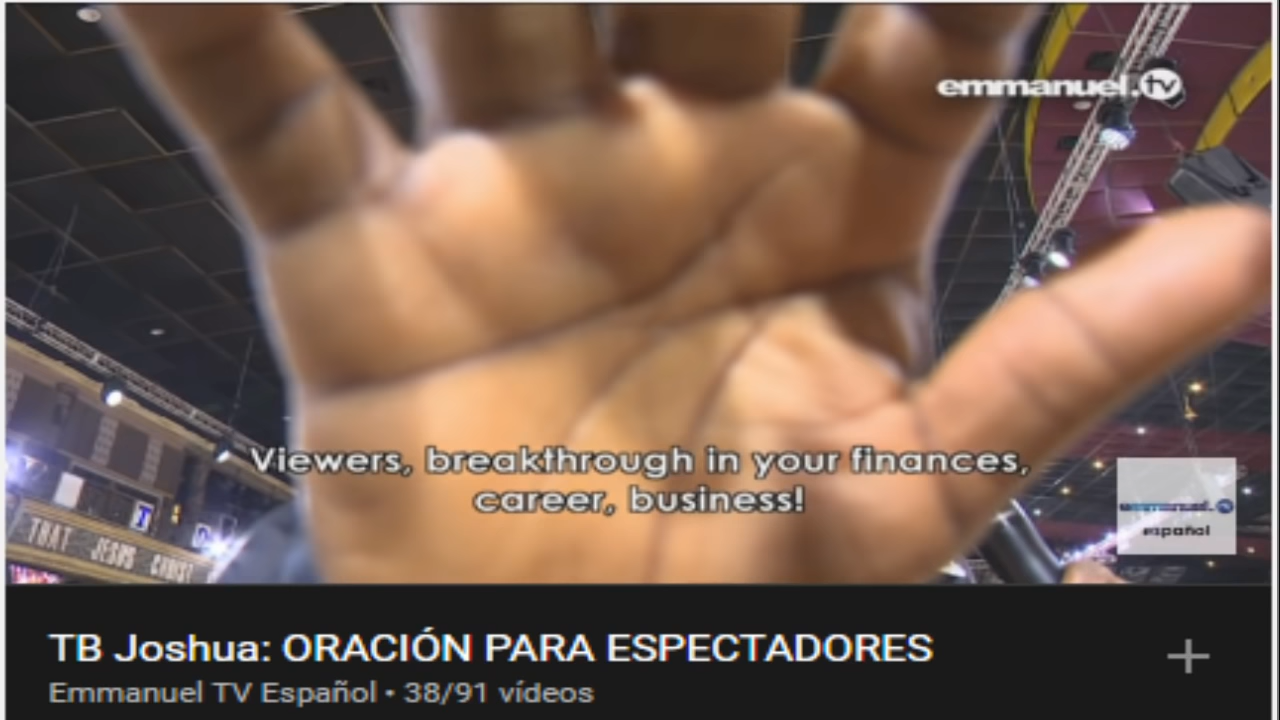 emmanuel.tv
Viewers, breakthrough in your finances,
career, business!
emmanuel.tv
español
THAT JESUS CHRIST
TB Joshua: ORACIÓN PARA ESPECTADORES
Emmanuel TV Español • 38/91 vídeos